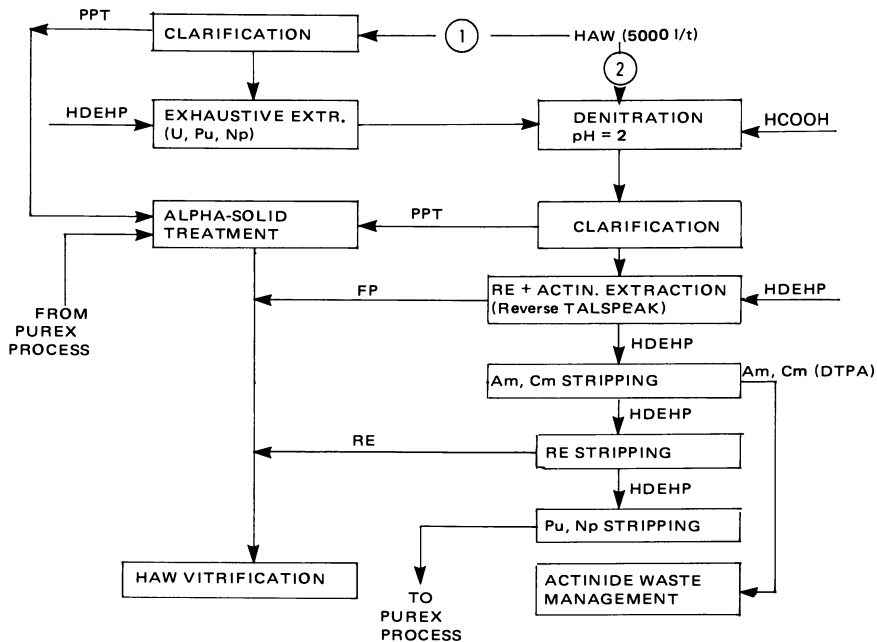 PPT
CLARIFICATION
1
HAW (5000 l/t)
2
HDEHP
EXHAUSTIVE EXTR.
(U, Pu, Np)
DENITRATION
pH = 2
HCOOH
ALPHA-SOLID
TREATMENT
PPT
CLARIFICATION
FROM
PUREX
PROCESS
FP
RE + ACTIN. EXTRACTION
(Reverse TALSPEAK)
HDEHP
HDEHP
Am, Cm STRIPPING
Am, Cm (DTPA)
HDEHP
RE
RE STRIPPING
HDEHP
Pu, Np STRIPPING
HAW VITRIFICATION
TO
PUREX
PROCESS
ACTINIDE WASTE
MANAGEMENT